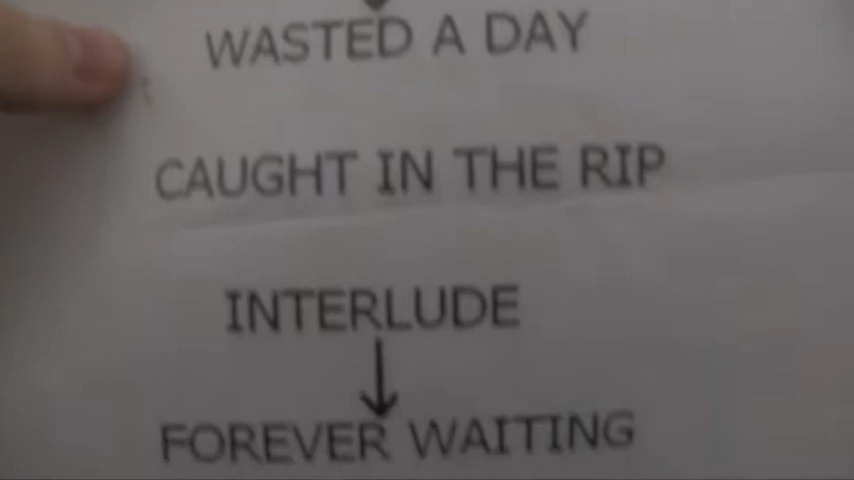 WASTED A DAY
CAUGHT IN THE RIP
INTERLUDE
FOREVER WAITING